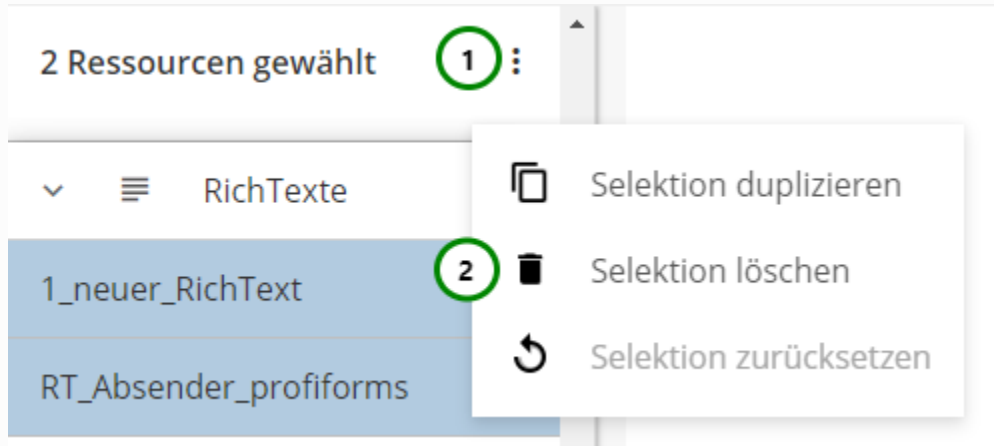 2 Ressourcen gewählt
1
RichTexte
1_neuer_RichText
RT_Absender_profiforms
Selektion duplizieren
2
Selektion löschen
Selektion zurücksetzen